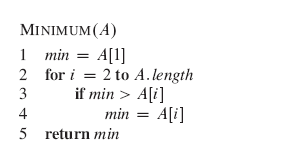 MINIMUM(A)
1 min = A[1]
2 for i = 2 to A.length
3 if min > A[i]
4 min = A[i]
5 return min